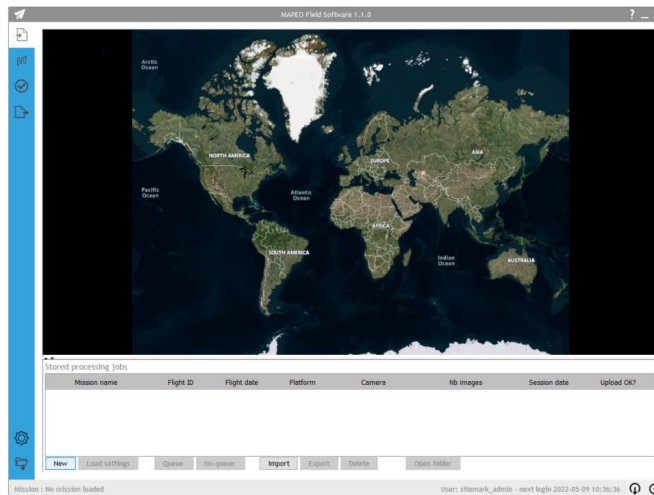 MAPEO Field Software 1.1.0 ?
Arctic
Ocean
NORTH AMERICA
EUROPE
ASIA
Pacific
Ocean
Atlantic
Ocean
AFRICA
SOUTH AMERICA
Indian
Ocean
AUSTRALIA
Stored processing jobs
Mission name Flight ID Flight date Platform Camera Nb images Session date Upload OK?
New Load settings Queue Un-queue Import Export Delete Open folder
Mission : No mission loaded User: sitemark_admin - next login 2022-05-09 10:36:36